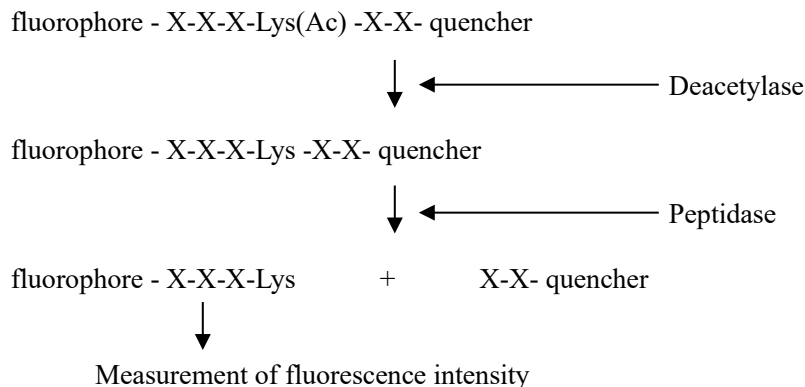 fluorophore - X-X-X-Lys(Ac) -X-X- quencher
Deacetylase
fluorophore - X-X-X-Lys -X-X- quencher
Peptidase
fluorophore - X-X-X-Lys + X-X- quencher
Measurement of fluorescence intensity